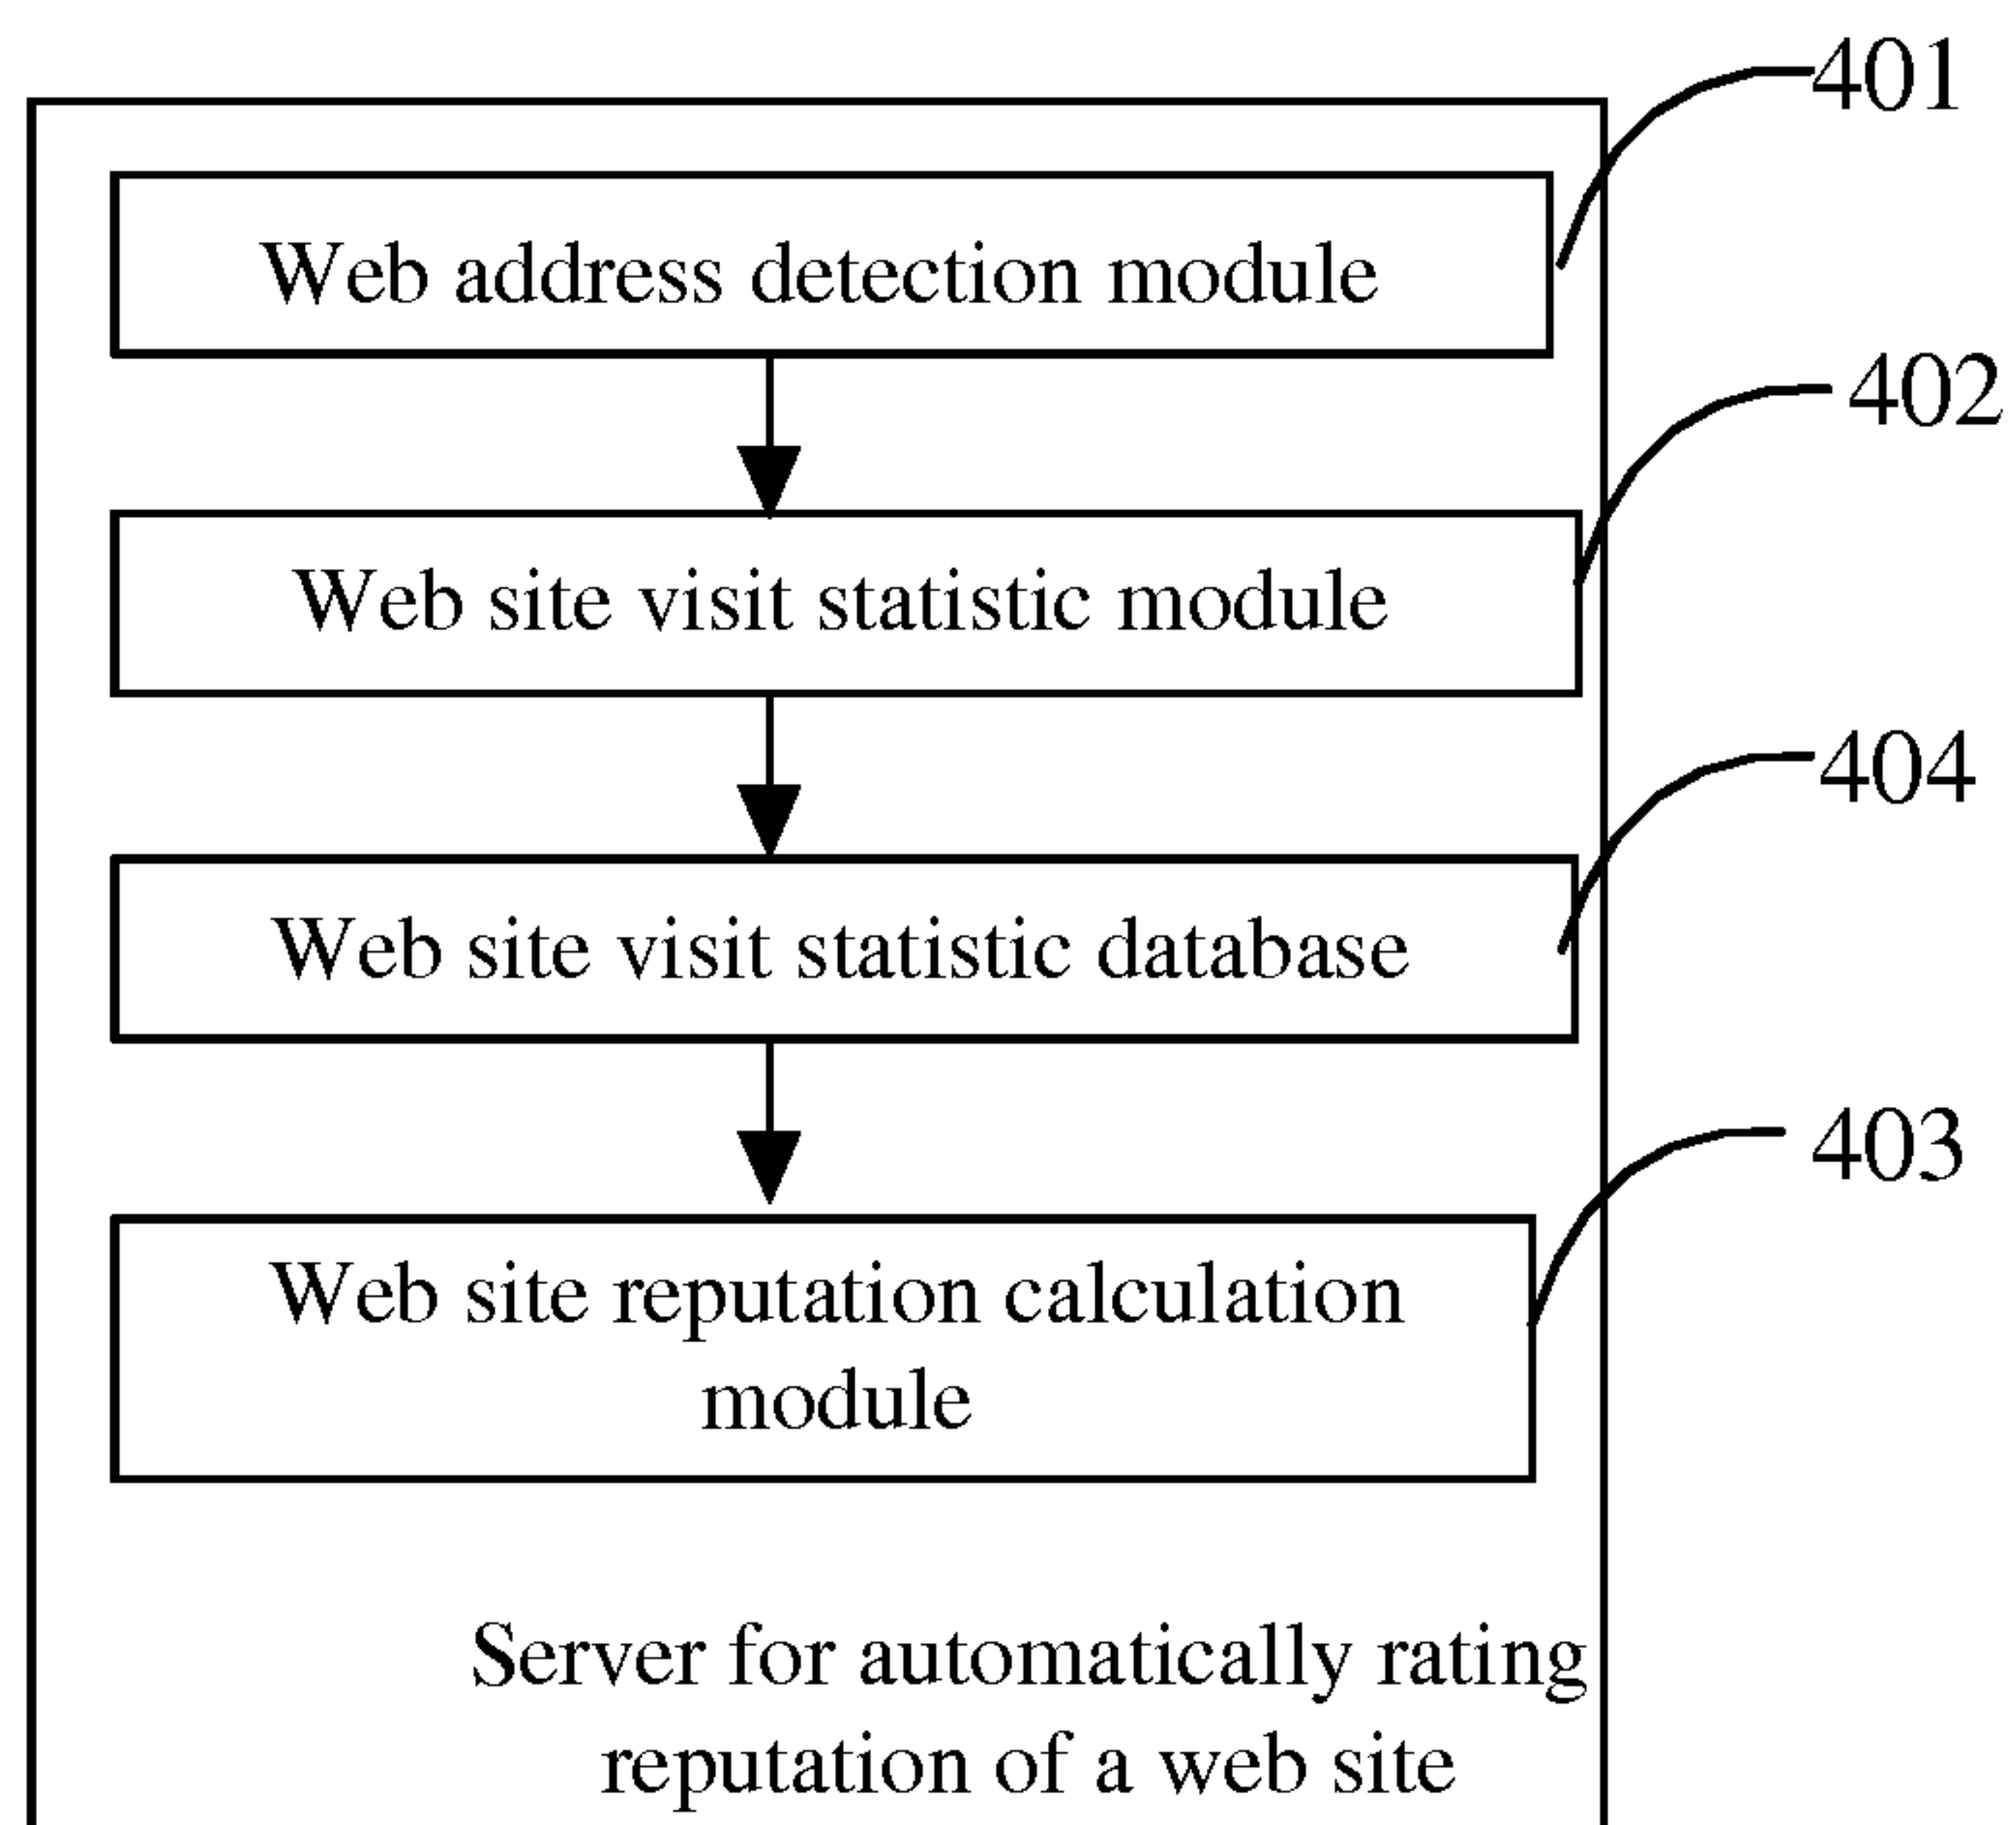 401
Web address detection module
402
Web site visit statistic module
404
Web site visit statistic database
403
Web site reputation calculation
module
Server for automatically rating
reputation of a web site